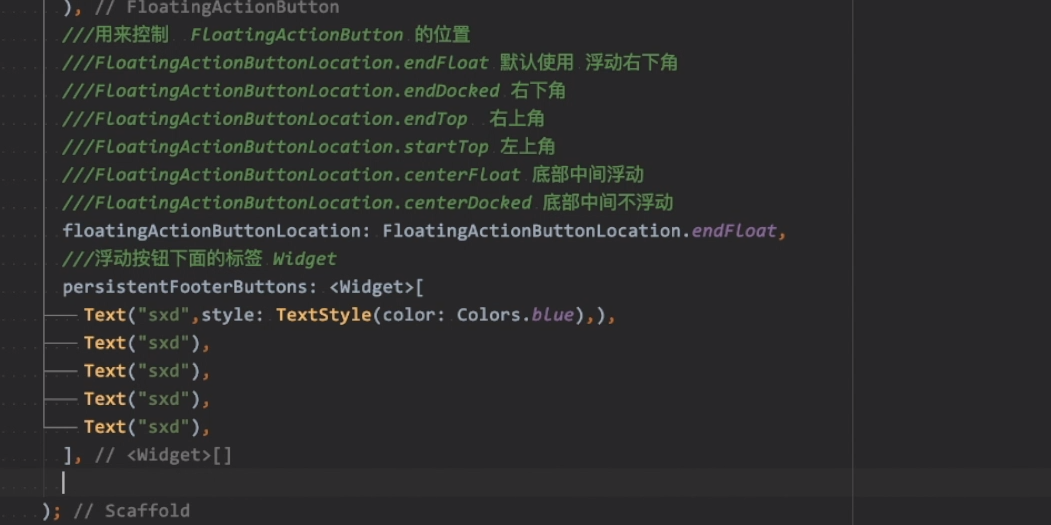 ), // FloatingActionButton
///用来控制 FloatingActionButton 的位置
///FloatingActionButtonLocation.endFloat 默认使用 浮动右下角
///FloatingActionButtonLocation.endDocked 右下角
///FloatingActionButtonLocation.endTop 右上角
///FloatingActionButtonLocation.startTop 左上角
///FloatingActionButtonLocation.centerFloat 底部中间浮动
///FloatingActionButtonLocation.centerDocked 底部中间不浮动
floatingActionButtonLocation: FloatingActionButtonLocation.endFloat,
///浮动按钮下面的标签 Widget
persistentFooterButtons: <Widget>[
Text("sxd",style: TextStyle(color: Colors.blue),),
Text("sxd"),
Text("sxd"),
Text("sxd"),
Text("sxd"),
], // <Widget>[]
); // Scaffold